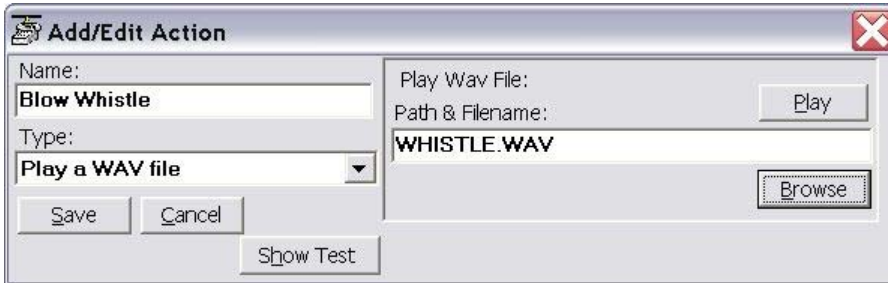 Add/Edit Action
Name:
Blow Whistle
Type:
Play a WAV file
Save Cancel
Show Test
Play Wav File:
Play
Path & Filename:
WHISTLE.WAV
Browse